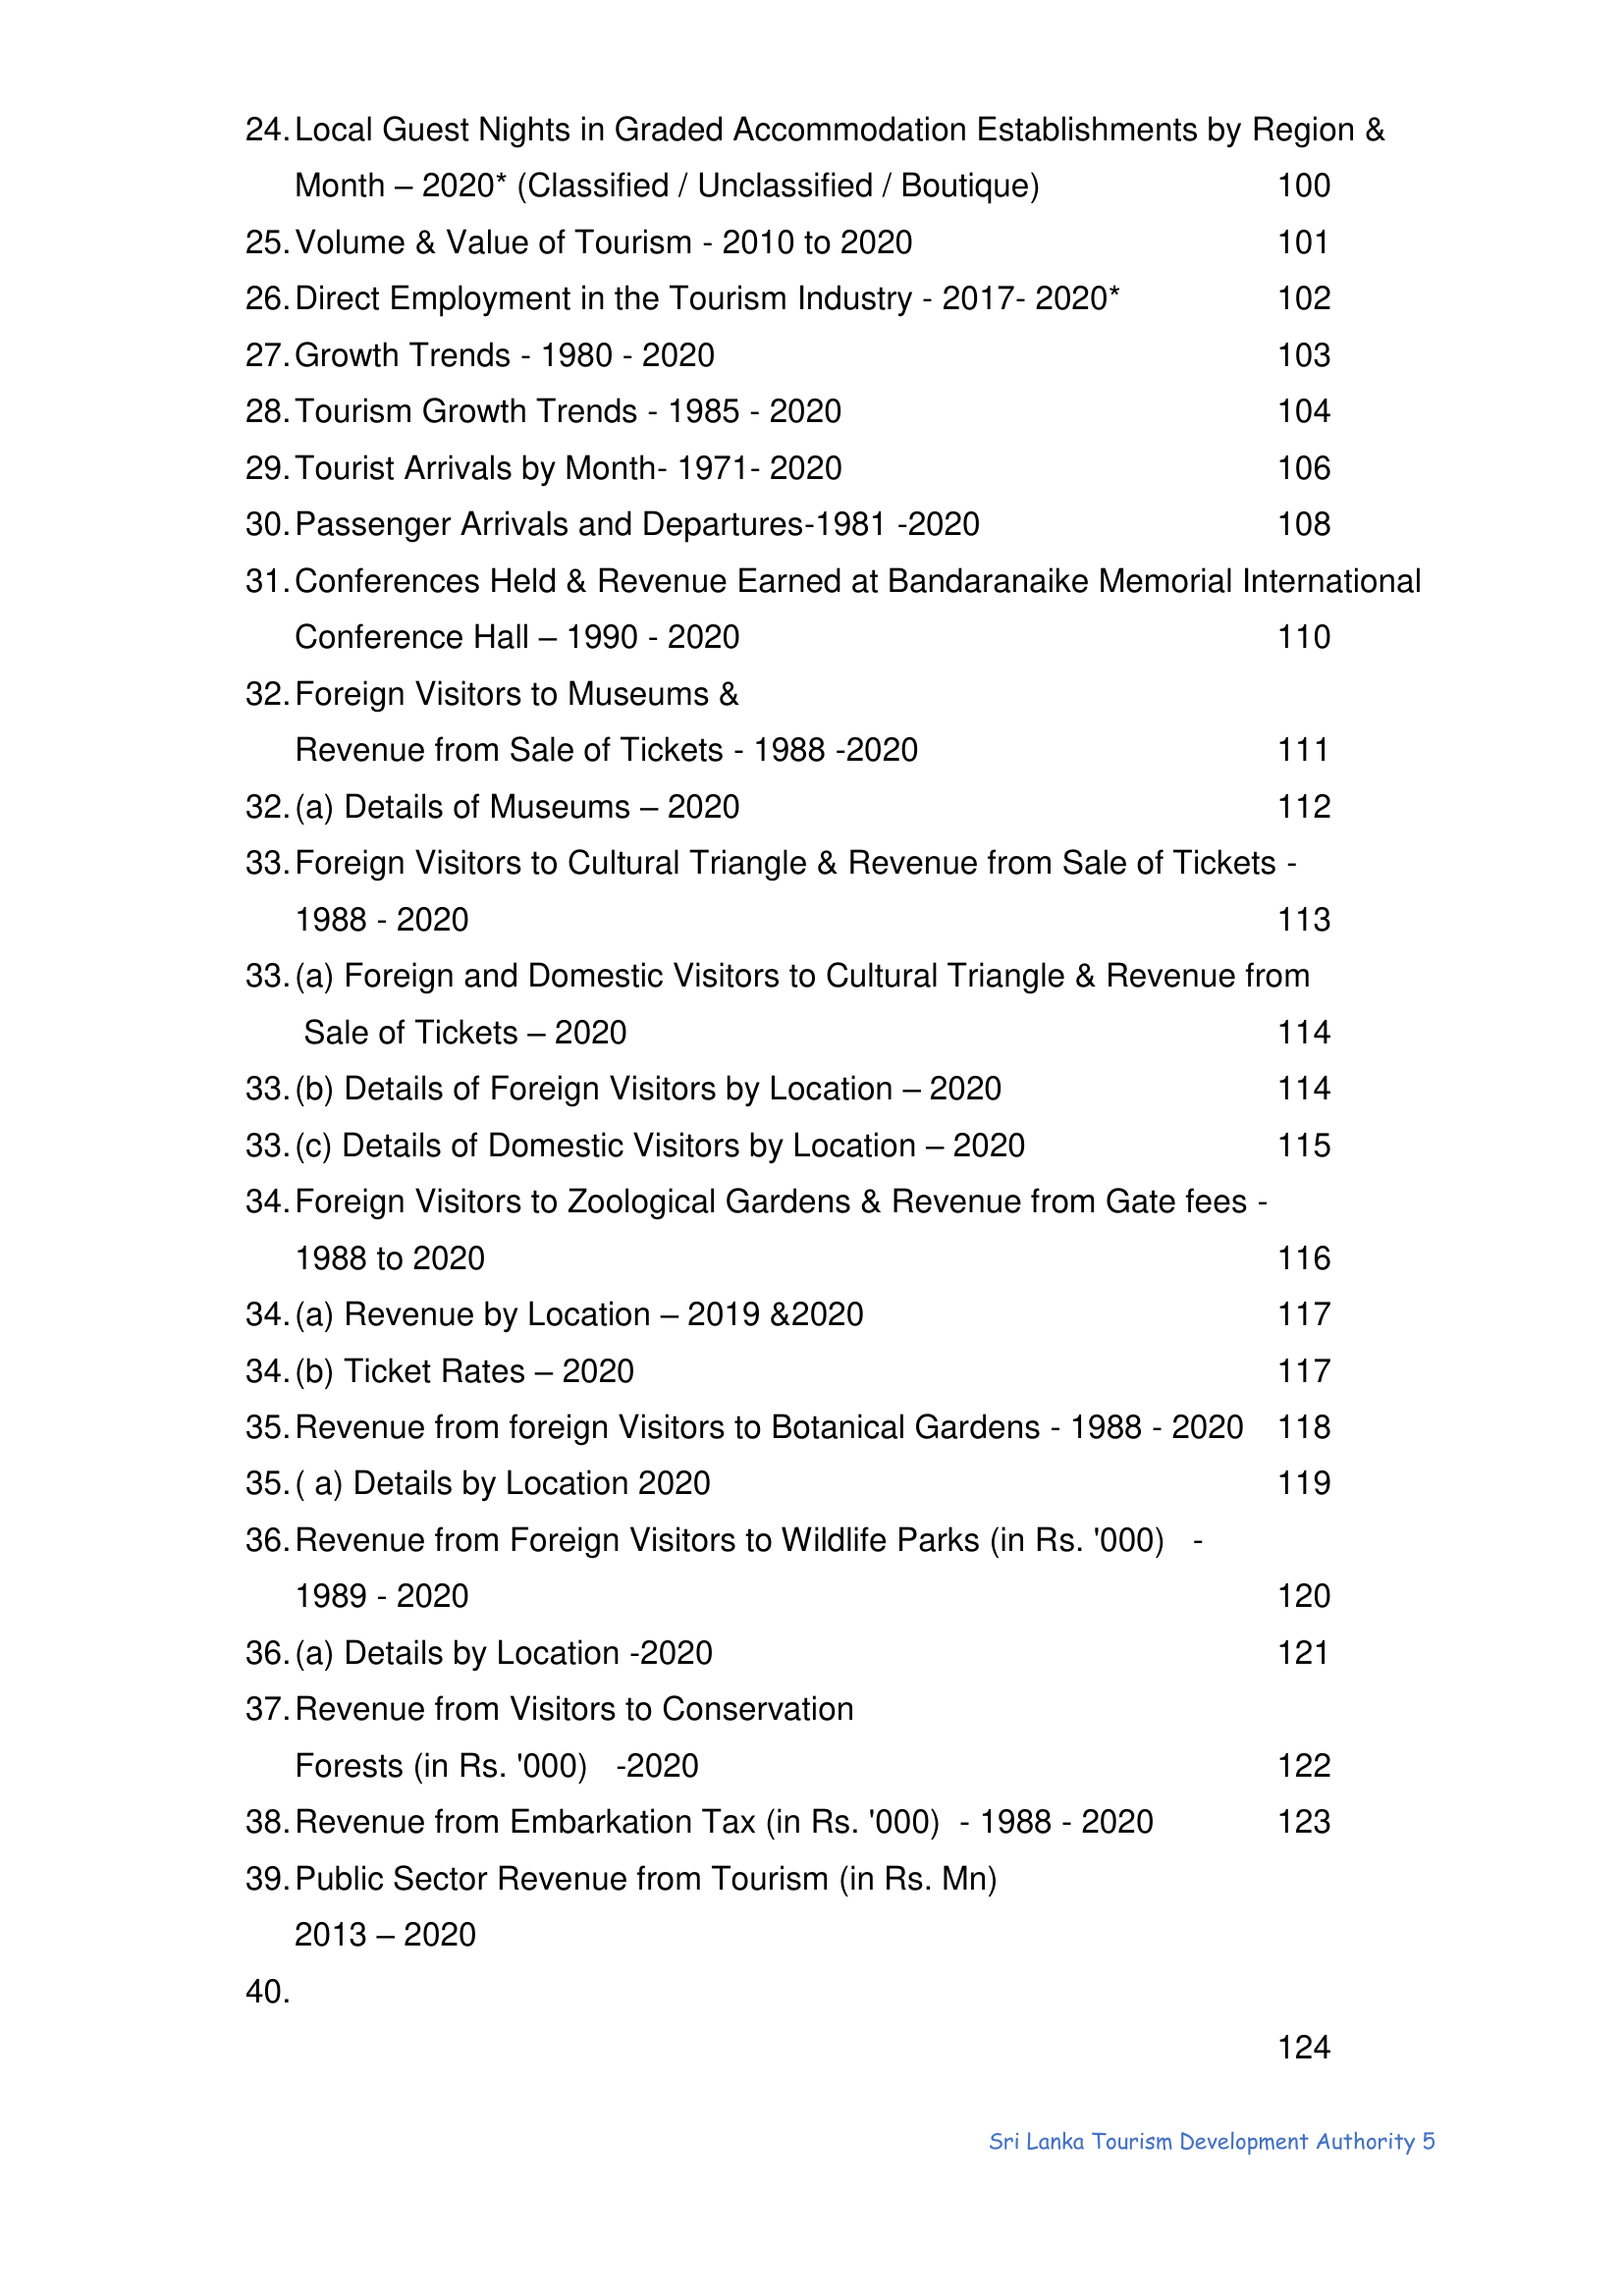 24. Local Guest Nights in Graded Accommodation Establishments by Region &
Month – 2020* (Classified / Unclassified / Boutique) 100
25. Volume & Value of Tourism - 2010 to 2020 101
26. Direct Employment in the Tourism Industry - 2017- 2020* 102
27. Growth Trends - 1980 - 2020 103
28. Tourism Growth Trends - 1985 - 2020 104
29. Tourist Arrivals by Month- 1971- 2020 106
30. Passenger Arrivals and Departures-1981 -2020 108
31. Conferences Held & Revenue Earned at Bandaranaike Memorial International
Conference Hall – 1990 - 2020 110
32. Foreign Visitors to Museums &
Revenue from Sale of Tickets - 1988 -2020 111
32. (a) Details of Museums – 2020 112
33. Foreign Visitors to Cultural Triangle & Revenue from Sale of Tickets -
1988 - 2020 113
33. (a) Foreign and Domestic Visitors to Cultural Triangle & Revenue from
Sale of Tickets – 2020 114
33. (b) Details of Foreign Visitors by Location – 2020 114
33. (c) Details of Domestic Visitors by Location – 2020 115
34. Foreign Visitors to Zoological Gardens & Revenue from Gate fees -
1988 to 2020 116
34. (a) Revenue by Location – 2019 &2020 117
34. (b) Ticket Rates – 2020 117
35. Revenue from foreign Visitors to Botanical Gardens - 1988 - 2020 118
35. ( a) Details by Location 2020 119
36. Revenue from Foreign Visitors to Wildlife Parks (in Rs. '000) -
1989 - 2020 120
36. (a) Details by Location -2020 121
37. Revenue from Visitors to Conservation
Forests (in Rs. '000) -2020 122
38. Revenue from Embarkation Tax (in Rs. '000) - 1988 - 2020 123
39. Public Sector Revenue from Tourism (in Rs. Mn)
2013 – 2020
40.
124
Sri Lanka Tourism Development Authority 5